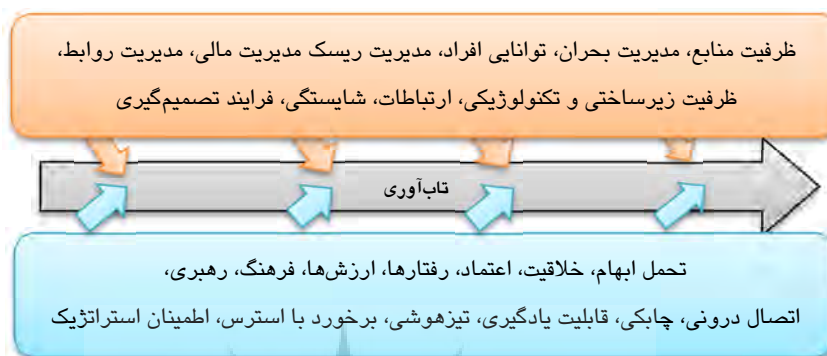 ظرفیت منابع، مدیریت بحران، توانایی افراد، مدیریت ریسک مدیریت مالی، مدیریت روابط،
ظرفیت زیرساختی و تکنولوژیکی، ارتباطات، شایستگی، فرایند تصمیم‌گیری
تاب‌آوری
تحمل ابهام، خلاقیت، اعتماد، رفتارها، ارزش‌ها، فرهنگ، رهبری،
اتصال درونی، چابکی، قابلیت یادگیری، تیزهوشی، برخورد با استرس، اطمینان استراتژیک